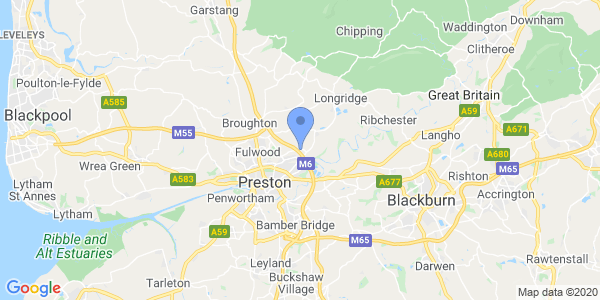 Garstang
Downham
Waddington
LEVELEYS
Chipping
Clitheroe
Poulton-le-Fylde
Great Britain
A585
Longridge
A59
Blackpool
Broughton
Ribchester
Langho
A671
M55
Fulwood
M6
A680
Wrea Green
A583
Preston
A677
Rishton
M65
Lytham
St Annes
Penwortham
Blackburn
Accrington
Lytham
Bamber Bridge
A59
M65
Ribble and
Alt Estuaries
Leyland
Darwen
Rawtenstall
Tarleton
Buckshaw
Village
Google
Map data ©2020